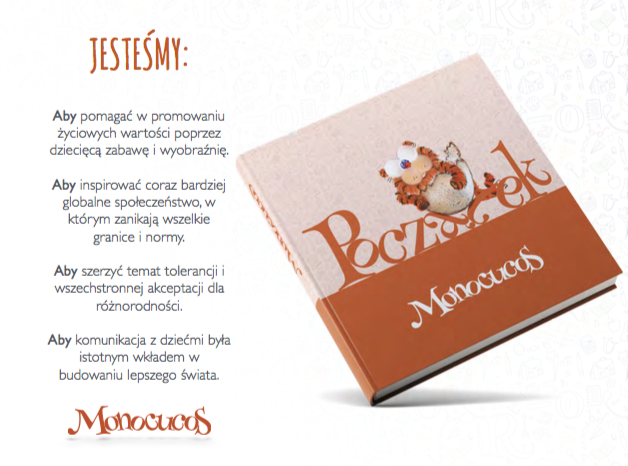 JESTEŚMY:
Aby pomagać w promowaniu
życiowych wartości poprzez
dziecięcą zabawę i wyobraźnię.
Aby inspirować coraz bardziej
globalne społeczeństwo, w
którym zanikają wszelkie
granice i normy.
Aby szerzyć temat tolerancji i
wszechstronnej akceptacji dla
różnorodności.
Aby komunikacja z dziećmi była
istotnym wkładem w
budowaniu lepszego świata.
Monocucos
Początek
Monocucos